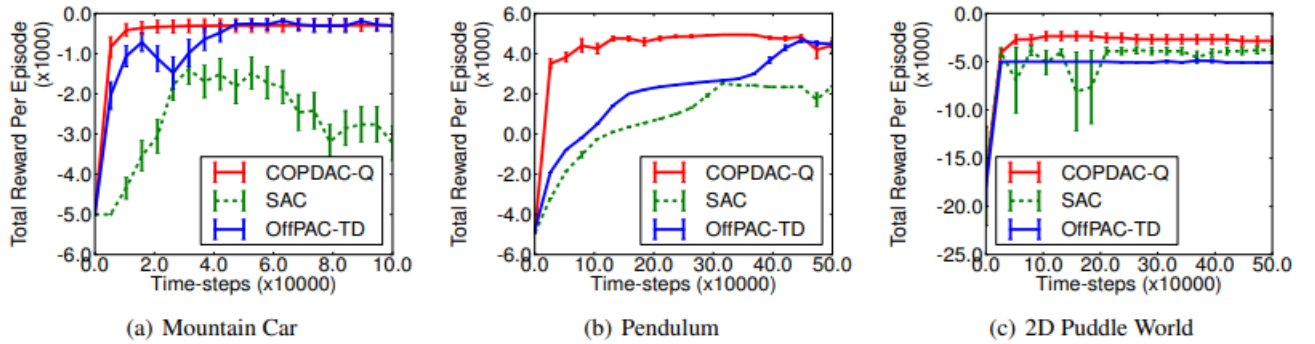 Total Reward Per Episode
(x1000)
0.0
-1.0
-2.0
-3.0
-4.0
-5.0
-6.0
0.0 2.0 4.0 6.0 8.0 10.0
Time-steps (x10000)
COPDAC-Q
SAC
OffPAC-TD
(a) Mountain Car
Total Reward Per Episode
(x1000)
6.0
4.0
2.0
0.0
-2.0
-4.0
-6.0
0.0 10.0 20.0 30.0 40.0 50.0
Time-steps (x10000)
COPDAC-Q
SAC
OffPAC-TD
(b) Pendulum
Total Reward Per Episode
(x1000)
0.0
-5.0
-10.0
-15.0
-20.0
-25.0
0.0 10.0 20.0 30.0 40.0 50.0
Time-steps (x10000)
COPDAC-Q
SAC
OffPAC-TD
(c) 2D Puddle World